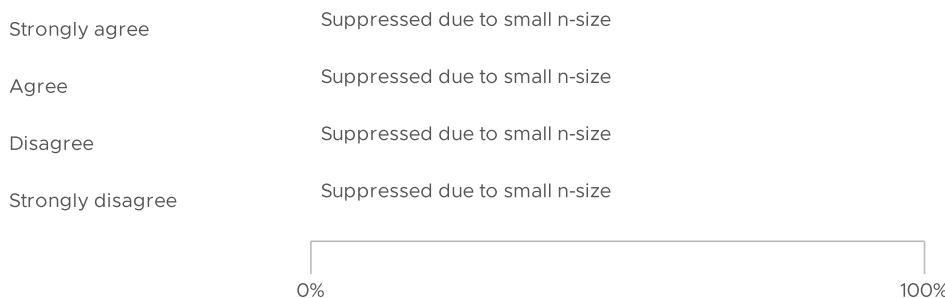 Strongly agree Suppressed due to small n-size
Agree Suppressed due to small n-size
Disagree Suppressed due to small n-size
Strongly disagree Suppressed due to small n-size
0% 100%